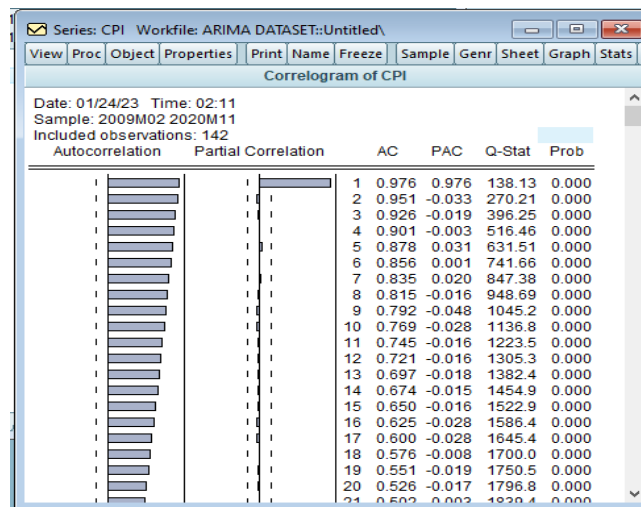 Series: CPI Workfile: ARIMA DATASET::Untitled\
View Proc Object Properties Print Name Freeze Sample Genr Sheet Graph Stats
Correlogram of CPI
Date: 01/24/23 Time: 02:11
Sample: 2009M02 2020M11
Included observations: 142
Autocorrelation Partial Correlation AC PAC Q-Stat Prob
1 0.976 0.976 138.13 0.000
2 0.951 -0.033 270.21 0.000
3 0.926 -0.019 396.25 0.000
4 0.901 -0.003 516.46 0.000
5 0.878 0.031 631.51 0.000
6 0.856 0.001 741.66 0.000
7 0.835 0.020 847.38 0.000
8 0.815 -0.016 948.69 0.000
9 0.792 -0.048 1045.2 0.000
10 0.769 -0.028 1136.8 0.000
11 0.745 -0.016 1223.5 0.000
12 0.721 -0.016 1305.3 0.000
13 0.697 -0.018 1382.4 0.000
14 0.674 -0.015 1454.9 0.000
15 0.650 -0.016 1522.9 0.000
16 0.625 -0.028 1586.4 0.000
17 0.600 -0.028 1645.4 0.000
18 0.576 -0.008 1700.0 0.000
19 0.551 -0.019 1750.5 0.000
20 0.526 -0.017 1796.8 0.000
21 0.502 0.003 1839.4 0.000